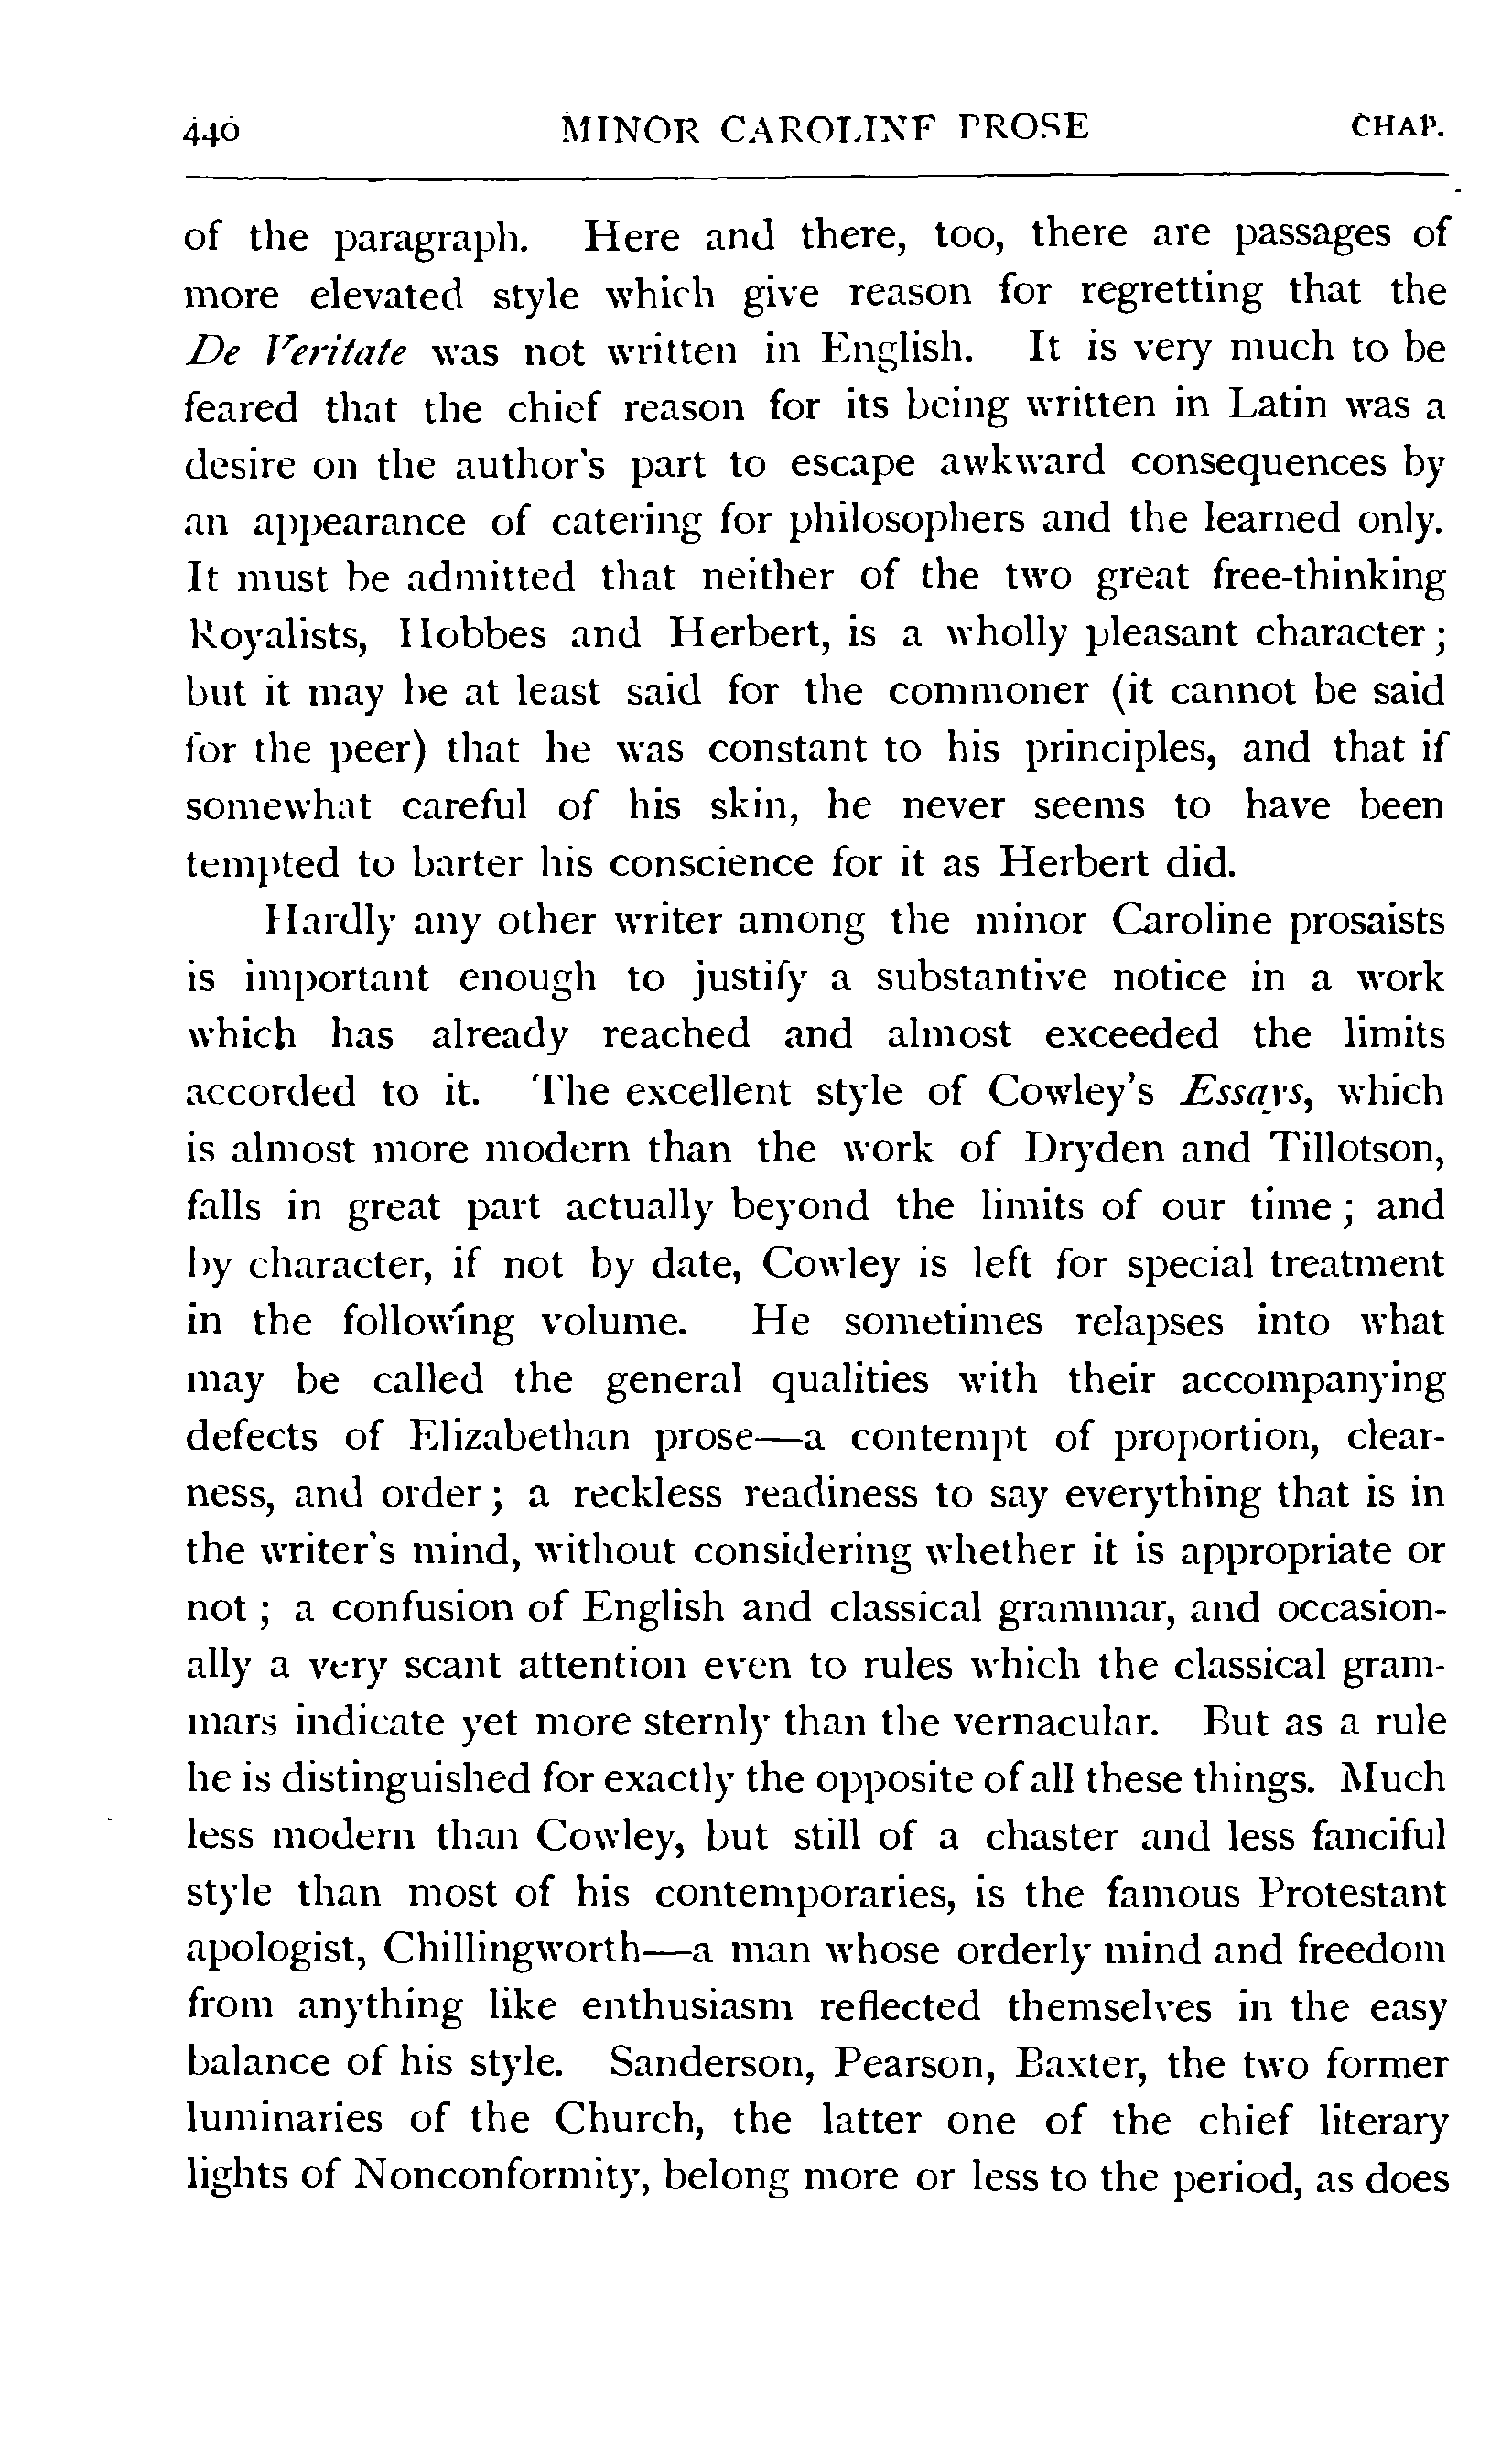 440 MINOR CAROLINE PROSE CHAP.
of the paragraph. Here and there, too, there are passages of
more elevated style which give reason for regretting that the
De Veritate was not written in English. It is very much to be
feared that the chief reason for its being written in Latin was a
desire on the author's part to escape awkward consequences by
an appearance of catering for philosophers and the learned only.
It must be admitted that neither of the two great free-thinking
Royalists, Hobbes and Herbert, is a wholly pleasant character;
but it may be at least said for the commoner (it cannot be said
for the peer) that he was constant to his principles, and that if
somewhat careful of his skin, he never seems to have been
tempted to barter his conscience for it as Herbert did.
Hardly any other writer among the minor Caroline prosaists
is important enough to justify a substantive notice in a work
which has already reached and almost exceeded the limits
accorded to it. The excellent style of Cowley's Essays, which
is almost more modern than the work of Dryden and Tillotson,
falls in great part actually beyond the limits of our time; and
by character, if not by date, Cowley is left for special treatment
in the following volume. He sometimes relapses into what
may be called the general qualities with their accompanying
defects of Elizabethan prose—a contempt of proportion, clear-
ness, and order; a reckless readiness to say everything that is in
the writer's mind, without considering whether it is appropriate or
not; a confusion of English and classical grammar, and occasion-
ally a very scant attention even to rules which the classical gram-
mars indicate yet more sternly than the vernacular. But as a rule
he is distinguished for exactly the opposite of all these things. Much
less modern than Cowley, but still of a chaster and less fanciful
style than most of his contemporaries, is the famous Protestant
apologist, Chillingworth—a man whose orderly mind and freedom
from anything like enthusiasm reflected themselves in the easy
balance of his style. Sanderson, Pearson, Baxter, the two former
luminaries of the Church, the latter one of the chief literary
lights of Nonconformity, belong more or less to the period, as does